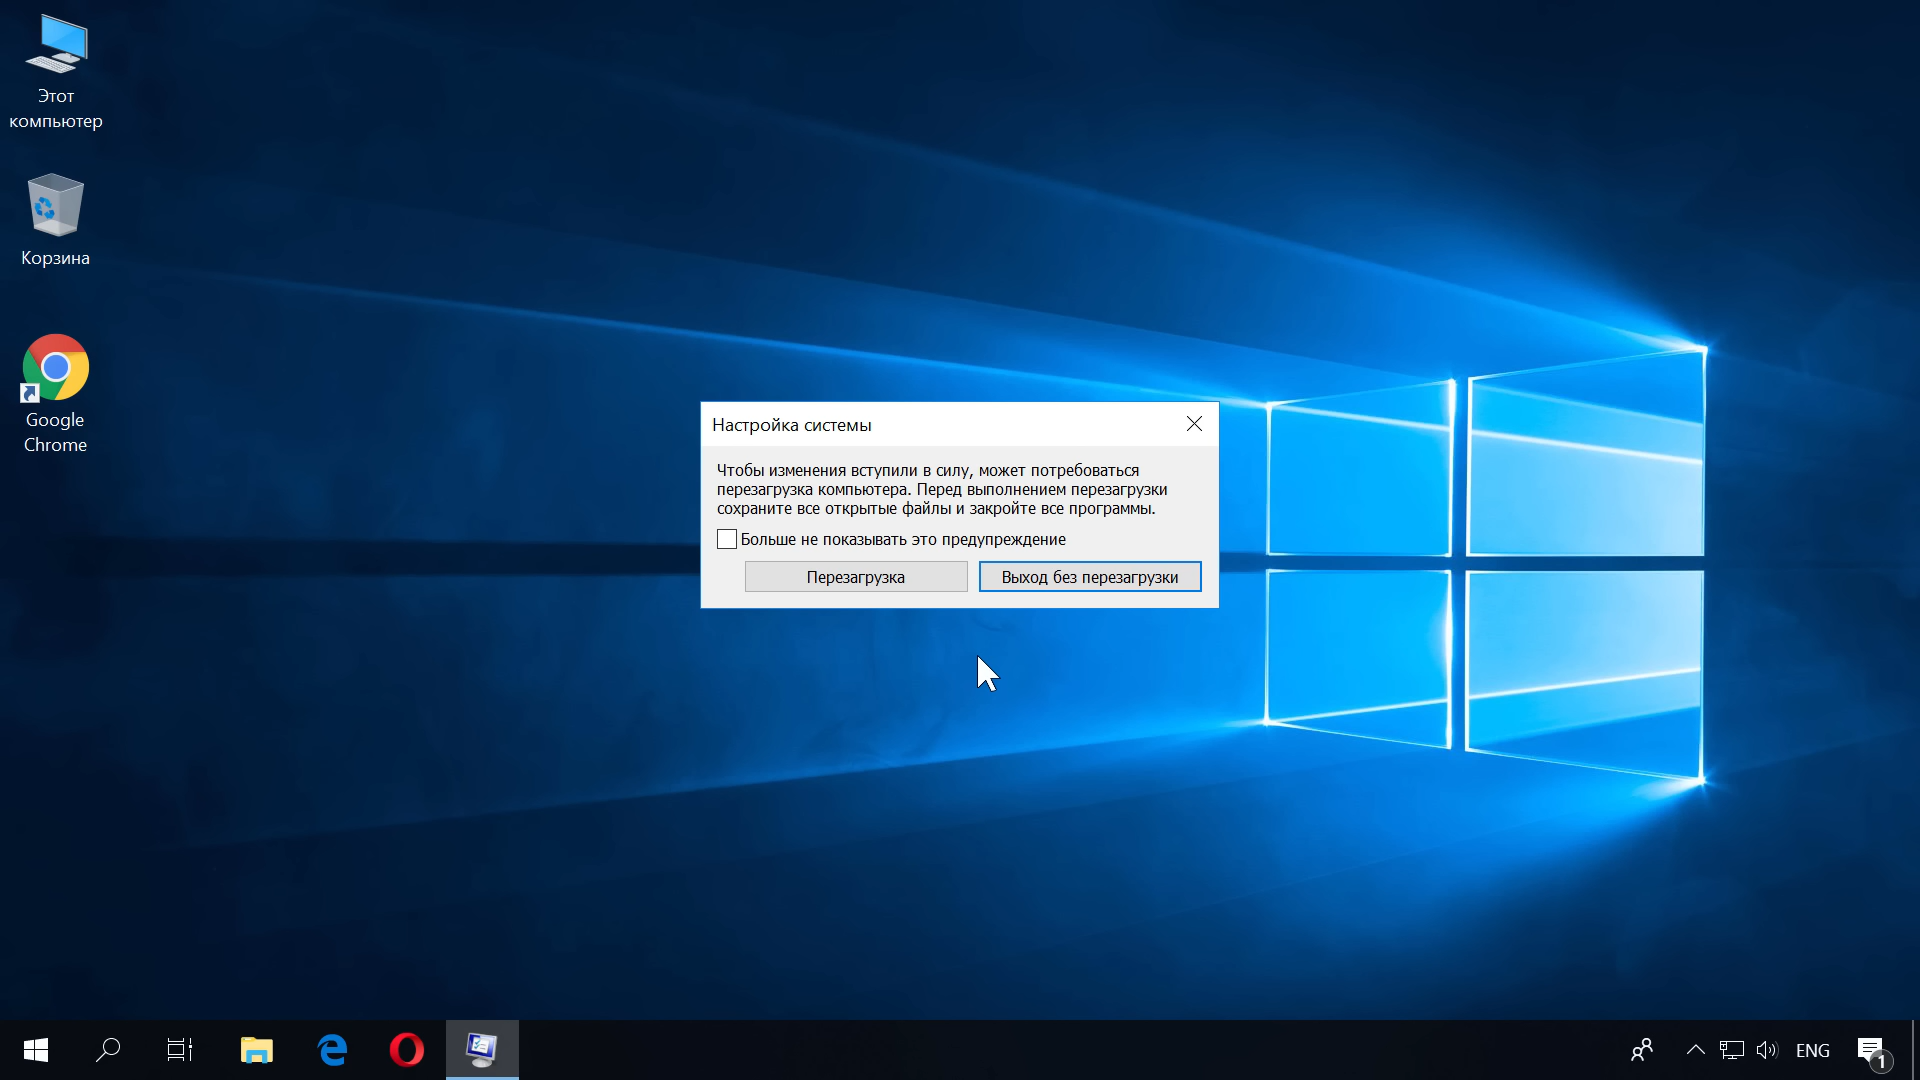 Этот
компьютер
Корзина
Google
Chrome
Настройка системы
Чтобы изменения вступили в силу, может потребоваться
перезагрузка компьютера. Перед выполнением перезагрузки
сохраните все открытые файлы и закройте все программы.
Больше не показывать это предупреждение
Перезагрузка
Выход без перезагрузки
ENG
1